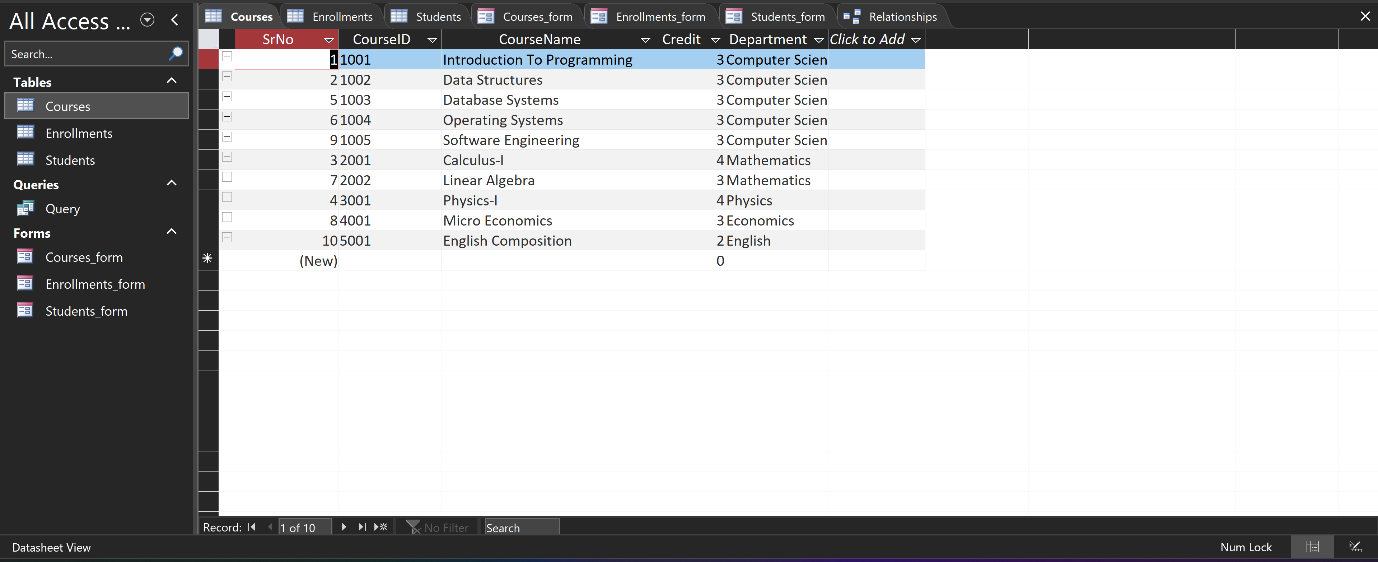 All Access ...
Search...
Tables
Courses
Enrollments
Students
Queries
Query
Forms
Courses_form
Enrollments_form
Students_form
Courses Enrollments Students Courses_form Enrollments_form Students_form Relationships
SrNo CourseID CourseName Credit Department Click to Add
1 1001 Introduction To Programming 3 Computer Scien
2 1002 Data Structures 3 Computer Scien
5 1003 Database Systems 3 Computer Scien
6 1004 Operating Systems 3 Computer Scien
9 1005 Software Engineering 3 Computer Scien
3 2001 Calculus-I 4 Mathematics
7 2002 Linear Algebra 3 Mathematics
4 3001 Physics-I 4 Physics
8 4001 Micro Economics 3 Economics
10 5001 English Composition 2 English
(New) 0
Record: 1 of 10 No Filter Search
Datasheet View Num Lock